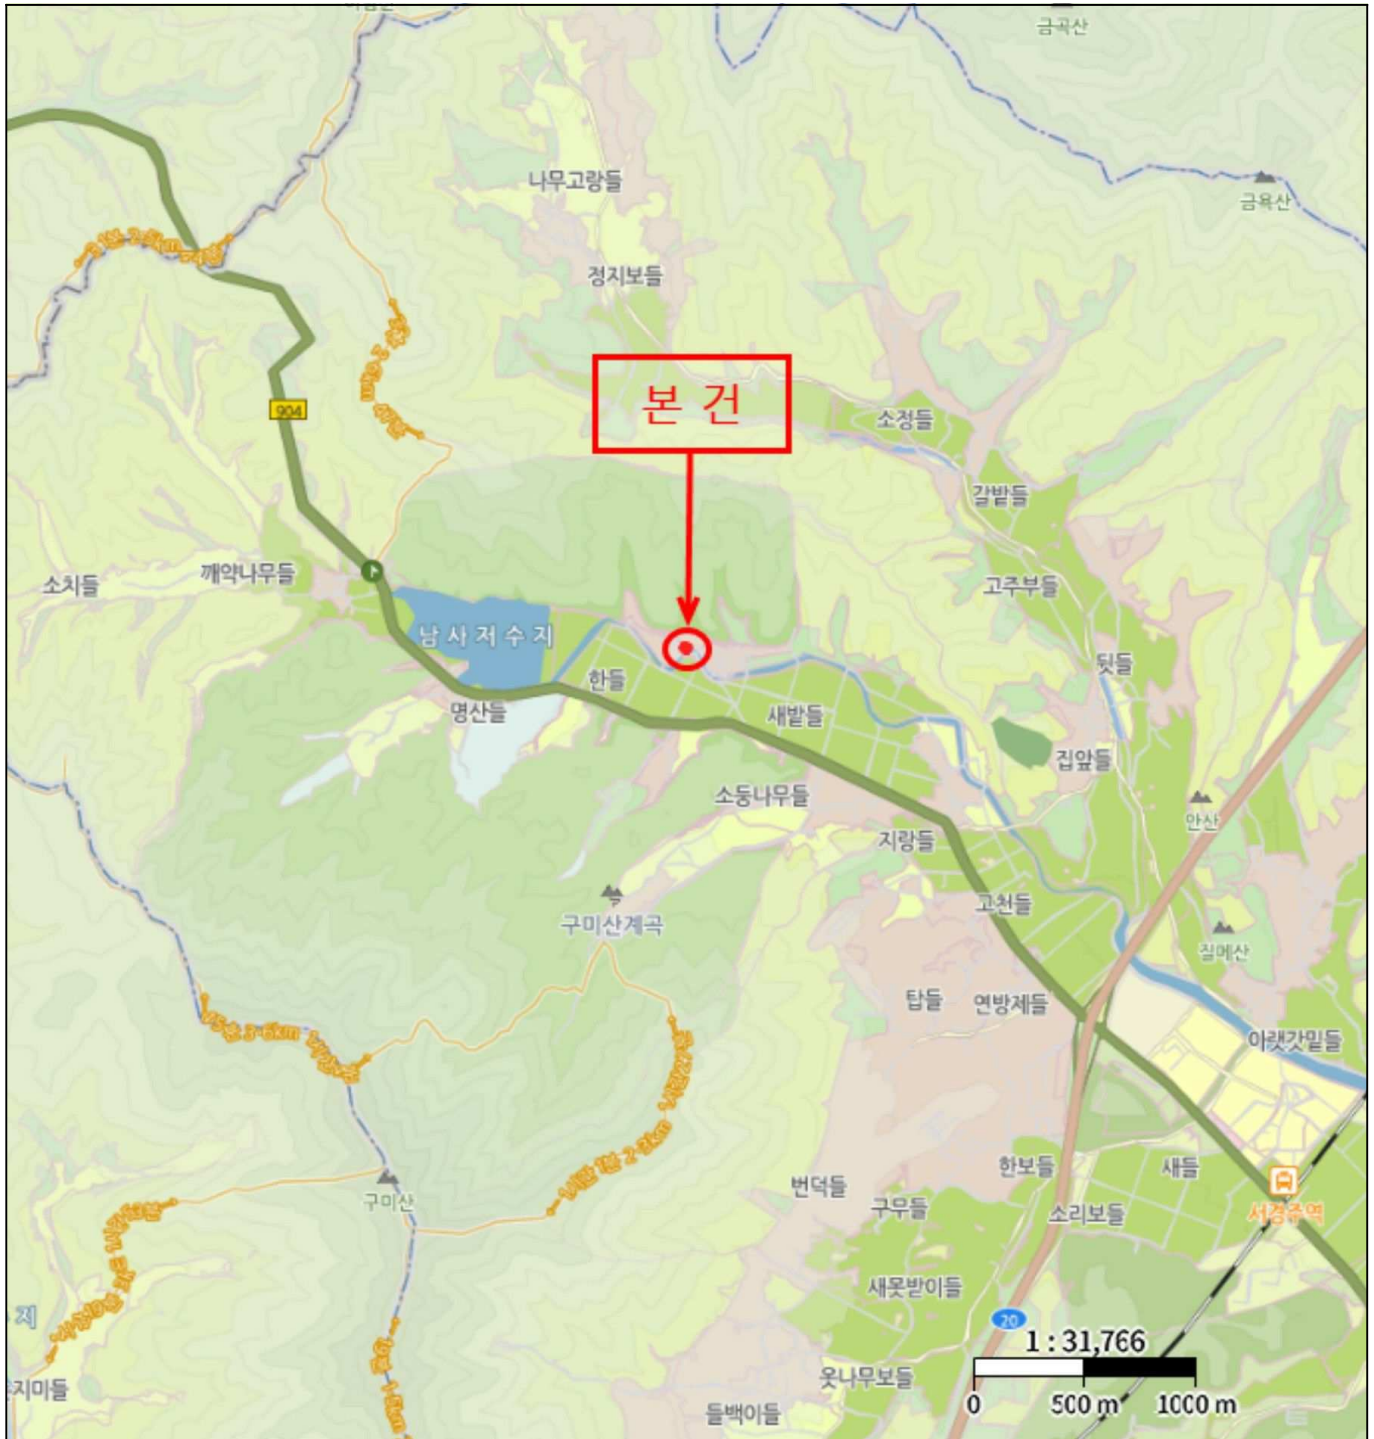 금곡산
나무고랑들
금욕산
정지보들
본 건
904
소정들
갈밭들
소치들
깨약나무들
고주부들
남사저수지
뒷들
한들
명산들
새밭들
집앞들
소둥나무들
안산
지랑들
고천들
구미산계곡
질메산
탑들
연방제들
아랫갓밑들
한보들
새들
번덕들
구미산
구무들
소리보들
서경주역
새못받이들
지
20
1 : 31,766
옷나무보들
지미들
들백이들
0 500 m 1000 m